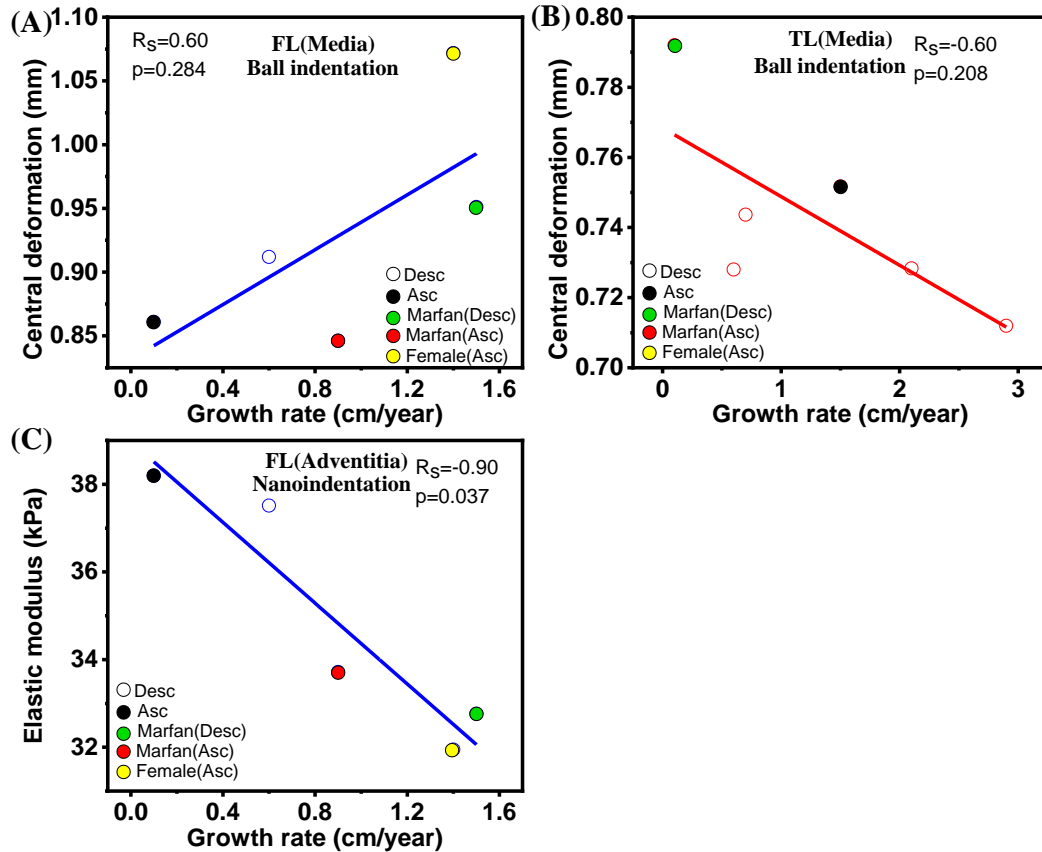 (A)
1.10
1.05
1.00
0.95
0.90
0.85
Central deformation (mm)
RS=0.60
p=0.284
FL(Media)
Ball indentation
Desc
Asc
Marfan(Desc)
Marfan(Asc)
Female(Asc)
0.0 0.4 0.8 1.2 1.6
Growth rate (cm/year)
(B)
0.80
0.78
0.76
0.74
0.72
0.70
Central deformation (mm)
TL(Media)
Ball indentation
RS=-0.60
p=0.208
Desc
Asc
Marfan(Desc)
Marfan(Asc)
Female(Asc)
0 1 2 3
Growth rate (cm/year)
(C)
38
36
34
32
Elastic modulus (kPa)
FL(Adventitia)
Nanoindentation
RS=-0.90
p=0.037
Desc
Asc
Marfan(Desc)
Marfan(Asc)
Female(Asc)
0.0 0.4 0.8 1.2 1.6
Growth rate (cm/year)